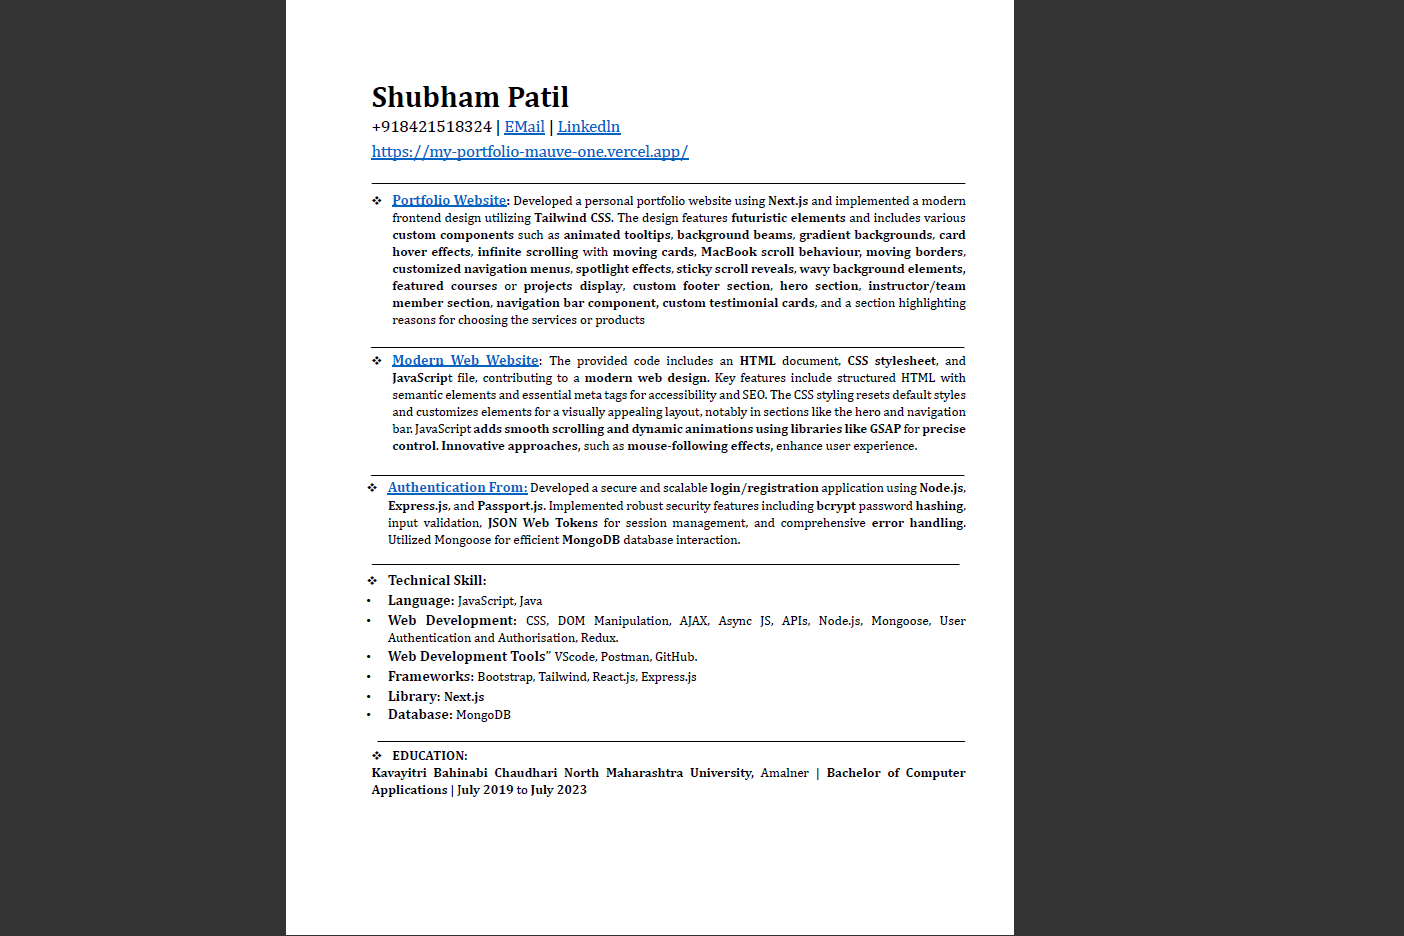 Shubham Patil
+918421518324 | EMail | Linkedln
https://my-portfolio-mauve-one.vercel.app/
❖ Portfolio Website: Developed a personal portfolio website using Next.js and implemented a modern
frontend design utilizing Tailwind CSS. The design features futuristic elements and includes various
custom components such as animated tooltips, background beams, gradient backgrounds, card
hover effects, infinite scrolling with moving cards, MacBook scroll behaviour, moving borders,
customized navigation menus, spotlight effects, sticky scroll reveals, wavy background elements,
featured courses or projects display, custom footer section, hero section, instructor/team
member section, navigation bar component, custom testimonial cards, and a section highlighting
reasons for choosing the services or products
❖ Modern Web Website: The provided code includes an HTML document, CSS stylesheet, and
JavaScript file, contributing to a modern web design. Key features include structured HTML with
semantic elements and essential meta tags for accessibility and SEO. The CSS styling resets default styles
and customizes elements for a visually appealing layout, notably in sections like the hero and navigation
bar. JavaScript adds smooth scrolling and dynamic animations using libraries like GSAP for precise
control. Innovative approaches, such as mouse-following effects, enhance user experience.
❖ Authentication From: Developed a secure and scalable login/registration application using Node.js,
Express.js, and Passport.js. Implemented robust security features including bcrypt password hashing,
input validation, JSON Web Tokens for session management, and comprehensive error handling.
Utilized Mongoose for efficient MongoDB database interaction.
❖ Technical Skill:
• Language: JavaScript, Java
• Web Development: CSS, DOM Manipulation, AJAX, Async JS, APIs, Node.js, Mongoose, User
Authentication and Authorisation, Redux.
• Web Development Tools” VScode, Postman, GitHub.
• Frameworks: Bootstrap, Tailwind, React.js, Express.js
• Library: Next.js
• Database: MongoDB
❖ EDUCATION:
Kavayitri Bahinabi Chaudhari North Maharashtra University, Amalner | Bachelor of Computer
Applications | July 2019 to July 2023